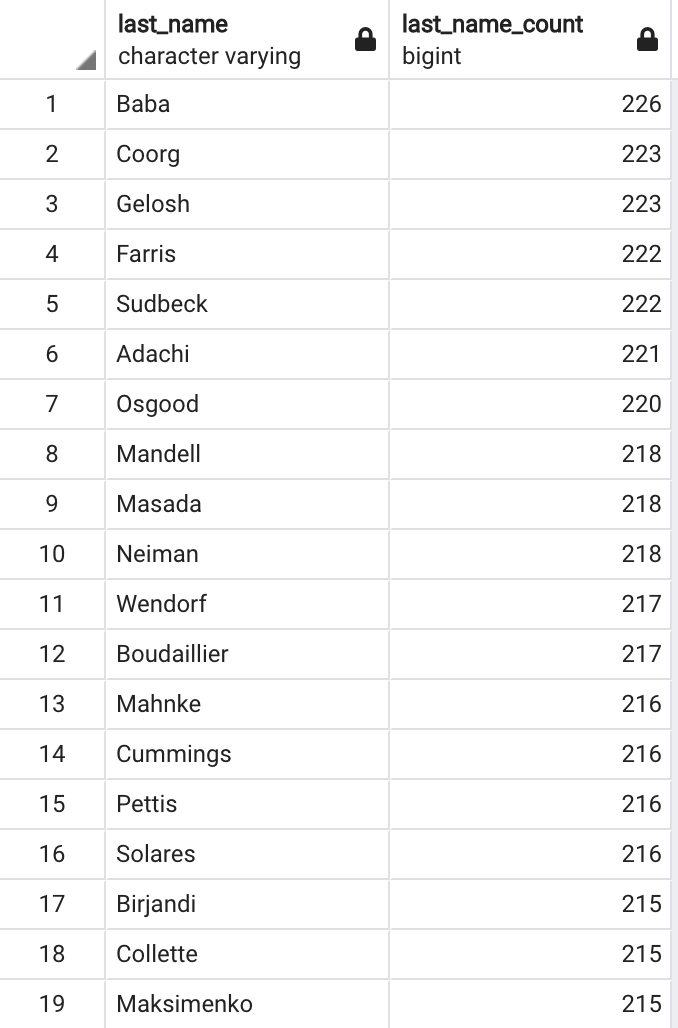 last_name last_name_count
character varying bigint
1 Baba 226
2 Coorg 223
3 Gelosh 223
4 Farris 222
5 Sudbeck 222
6 Adachi 221
7 Osgood 220
8 Mandell 218
9 Masada 218
10 Neiman 218
11 Wendorf 217
12 Boudaillier 217
13 Mahnke 216
14 Cummings 216
15 Pettis 216
16 Solares 216
17 Birjandi 215
18 Collette 215
19 Maksimenko 215